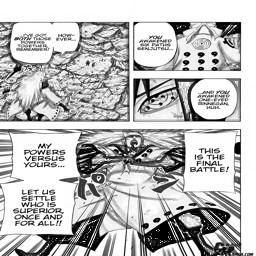 YOU
AWAKENED
SIX PATHS
SENJUTSU...
...AND YOU
AWAKENED
ONE-EYED
RINNEGAN,
HUH.
HOW-
EVER...
I'VE GOT
BOTH THOSE
POWERS
TOGETHER,
REMEMBER?
THIS IS
THE FINAL
BATTLE!
MY
POWERS
VERSUS
YOURS...
LET US
SETTLE
WHO IS
SUPERIOR,
ONCE AND
FOR ALL!!